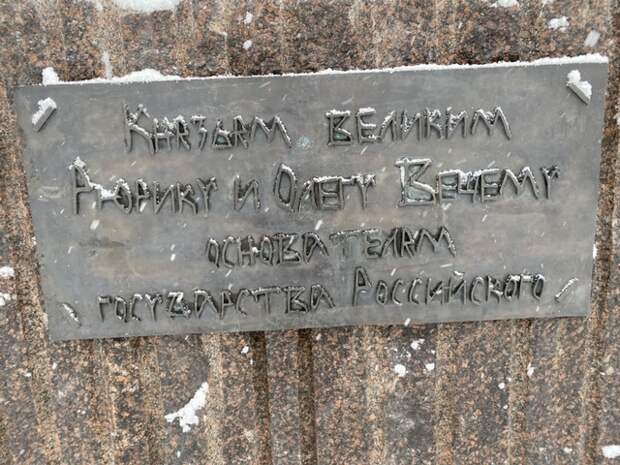 Князьям великим
Рюрику и Олегу Вещему
основателям
государства Российского